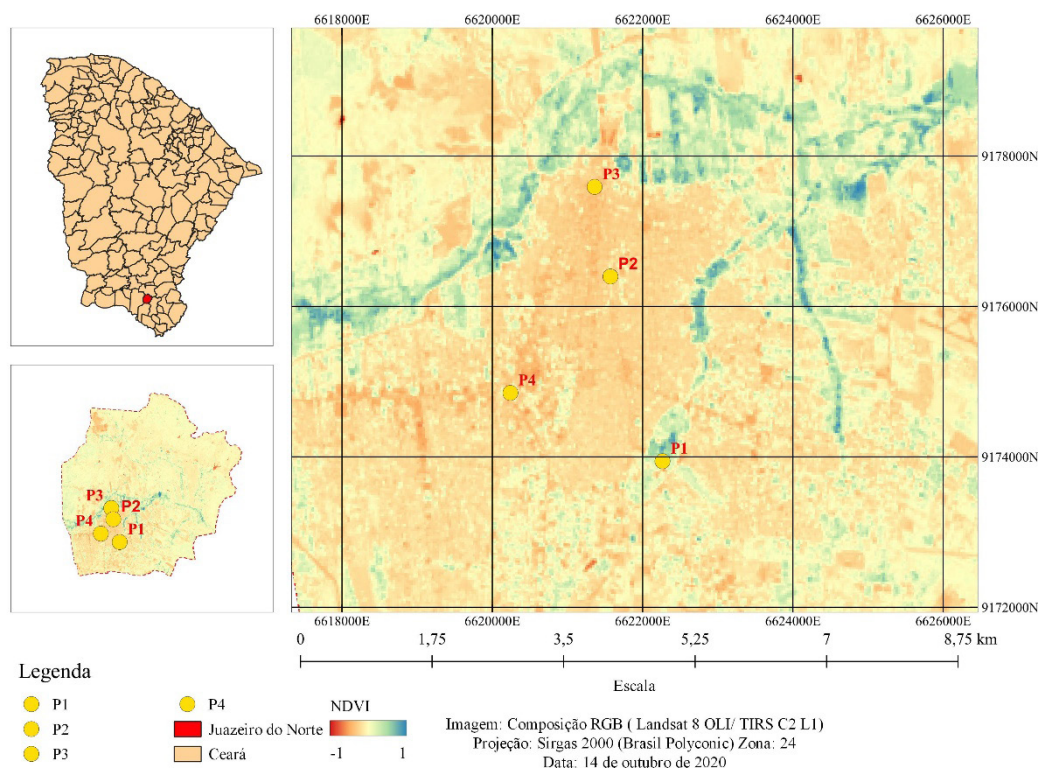 6618000E 6620000E 6622000E 6624000E 6626000E
9178000N
P3
P2
9176000N
P4
P1
9174000N
9172000N
6618000E 6620000E 6622000E 6624000E 6626000E
P3
P2
P4
P1
0 1,75 3,5 5,25 7 8,75 km
Escala
Legenda
P1
P2
P3
P4
Juazeiro do Norte
Ceará
NDVI
-1 1
Imagem: Composição RGB ( Landsat 8 OLI/ TIRS C2 L1)
Projeção: Sirgas 2000 (Brasil Polyconic) Zona: 24
Data: 14 de outubro de 2020